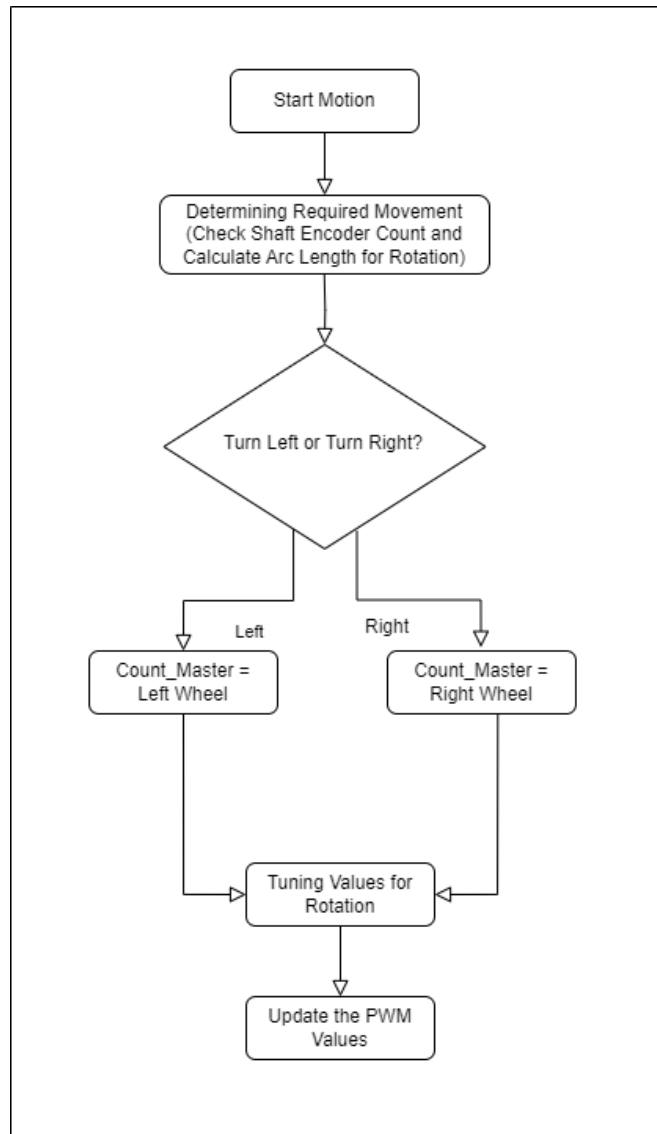 Start Motion
Determining Required Movement
(Check Shaft Encoder Count and
Calculate Arc Length for Rotation)
Turn Left or Turn Right?
Left
Right
Count_Master =
Left Wheel
Count_Master =
Right Wheel
Tuning Values for
Rotation
Update the PWM
Values